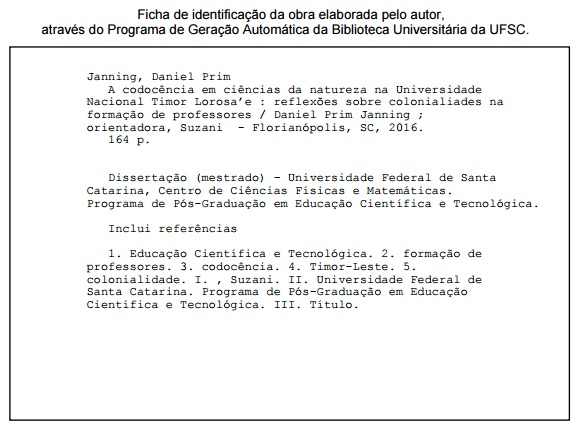 Ficha de identificação da obra elaborada pelo autor,
através do Programa de Geração Automática da Biblioteca Universitária da UFSC.
Janning, Daniel Prim
A codocência em ciências da natureza na Universidade
Nacional Timor Lorosa'e : reflexões sobre colonialiades na
formação de professores / Daniel Prim Janning ;
orientadora, Suzani - Florianópolis, SC, 2016.
164 p.
Dissertação (mestrado) - Universidade Federal de Santa
Catarina, Centro de Ciências Físicas e Matemáticas.
Programa de Pós-Graduação em Educação Científica e Tecnológica.
Inclui referências
1. Educação Científica e Tecnológica. 2. formação de
professores. 3. codocência. 4. Timor-Leste. 5.
colonialidade. I. , Suzani. II. Universidade Federal de
Santa Catarina. Programa de Pós-Graduação em Educação
Científica e Tecnológica. III. Título.